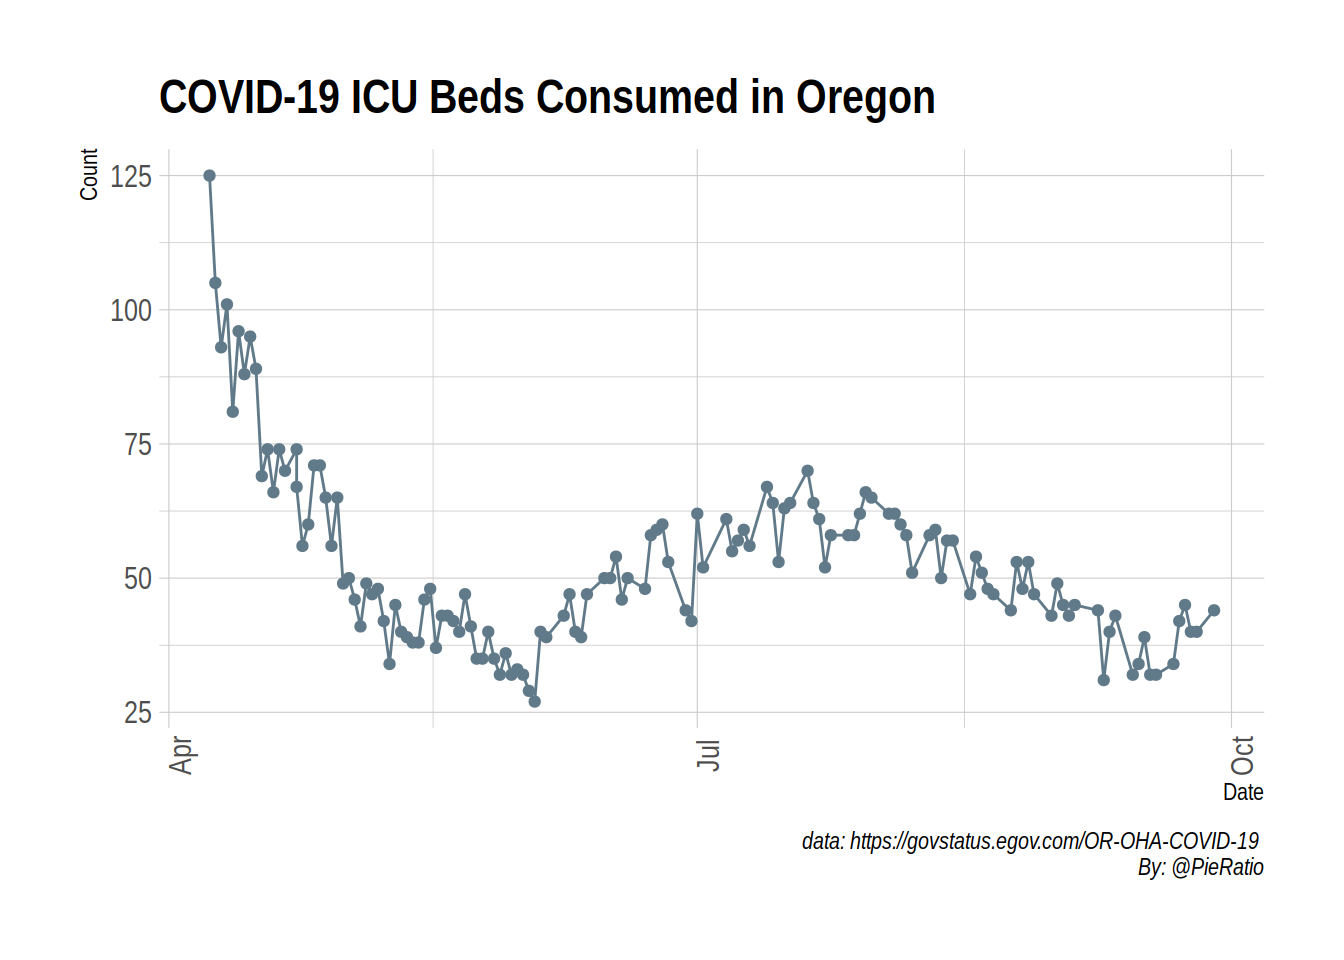 COVID-19 ICU Beds Consumed in Oregon
Count
125
100
75
50
25
Apr
Jul
Oct
Date
data: https://govstatus.egov.com/OR-OHA-COVID-19
By: @PieRatio